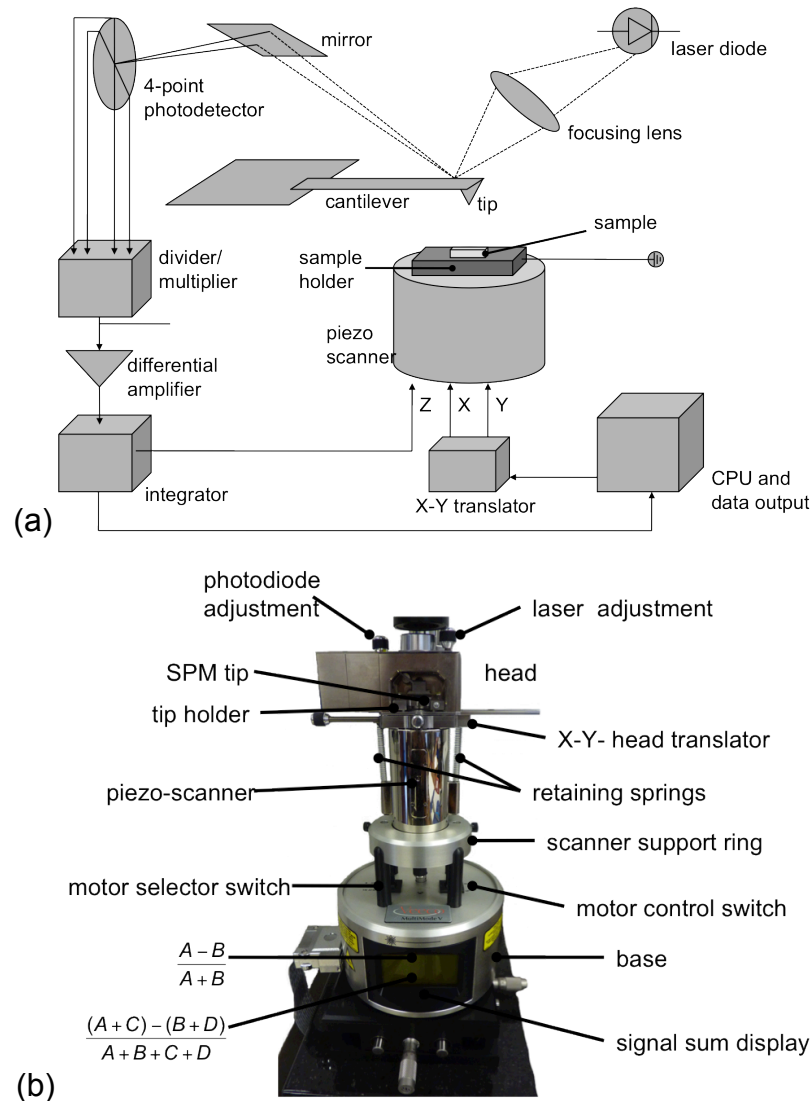 mirror
laser diode
4-point
photodetector
focusing lens
cantilever
tip
sample
divider/
multiplier
sample
holder
piezo
scanner
differential
amplifier
Z
X
Y
integrator
X-Y translator
CPU and
data output
(a)
photodiode
adjustment
laser adjustment
SPM tip
head
tip holder
X-Y- head translator
piezo-scanner
retaining springs
scanner support ring
motor selector switch
motor control switch
A − B
A + B
base
(A + C) − (B + D)
A + B + C + D
signal sum display
(b)